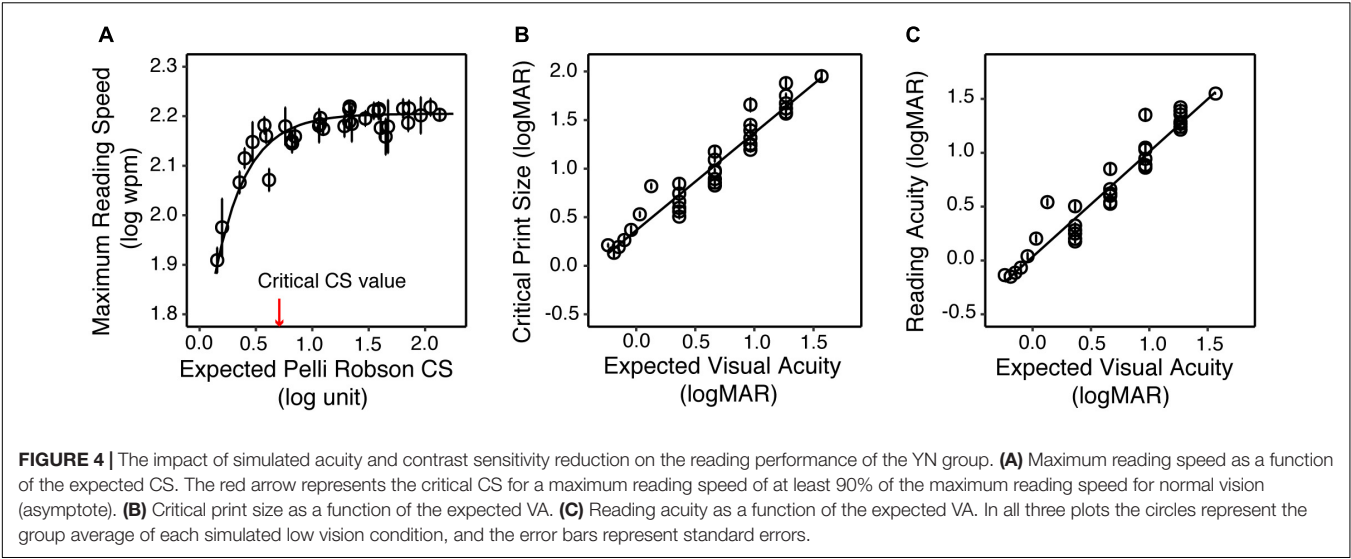 A
Maximum Reading Speed
(log wpm)
2.3
2.2
2.1
2.0
1.9
1.8
Critical CS value
0.0 0.5 1.0 1.5 2.0
Expected Pelli Robson CS
(log unit)
B
Critical Print Size (logMAR)
2.0
1.5
1.0
0.5
0.0
-0.5
0.0 0.5 1.0 1.5
Expected Visual Acuity
(logMAR)
C
Reading Acuity (logMAR)
1.5
1.0
0.5
0.0
-0.5
0.0 0.5 1.0 1.5
Expected Visual Acuity
(logMAR)
FIGURE 4 | The impact of simulated acuity and contrast sensitivity reduction on the reading performance of the YN group. (A) Maximum reading speed as a function
of the expected CS. The red arrow represents the critical CS for a maximum reading speed of at least 90% of the maximum reading speed for normal vision
(asymptote). (B) Critical print size as a function of the expected VA. (C) Reading acuity as a function of the expected VA. In all three plots the circles represent the
group average of each simulated low vision condition, and the error bars represent standard errors.